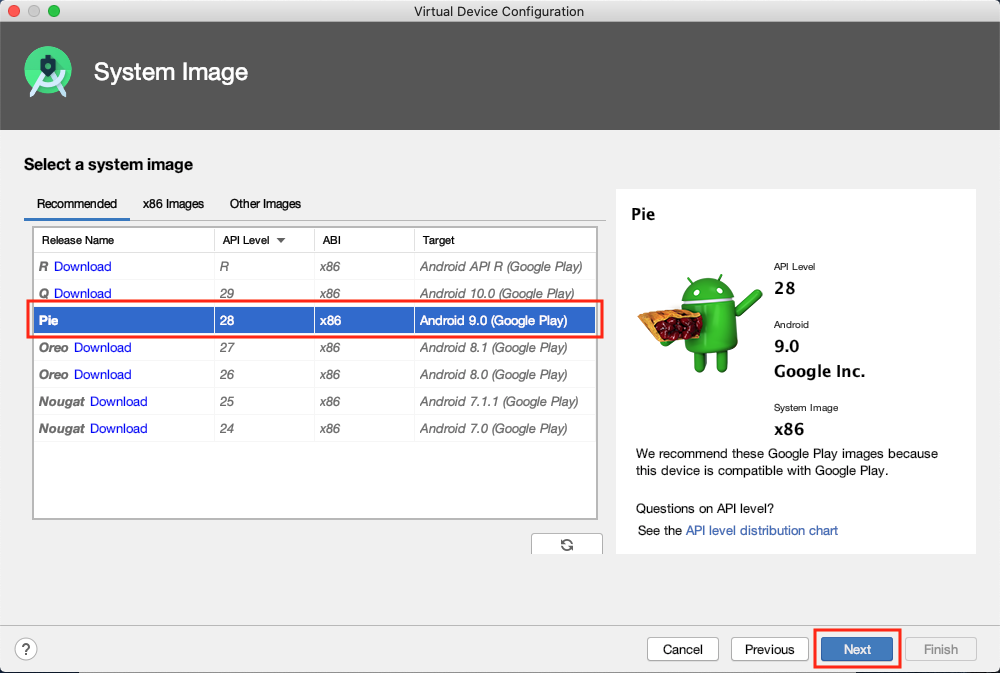 Virtual Device Configuration
System Image
Select a system image
Recommended x86 Images Other Images
Release Name API Level ABI Target
R Download R x86 Android API R (Google Play)
Q Download 29 x86 Android 10.0 (Google Play)
Pie 28 x86 Android 9.0 (Google Play)
Oreo Download 27 x86 Android 8.1 (Google Play)
Oreo Download 26 x86 Android 8.0 (Google Play)
Nougat Download 25 x86 Android 7.1.1 (Google Play)
Nougat Download 24 x86 Android 7.0 (Google Play)
Pie
API Level
28
Android
9.0
Google Inc.
System Image
x86
We recommend these Google Play images because
this device is compatible with Google Play.
Questions on API level?
See the API level distribution chart
? Cancel Previous Next Finish